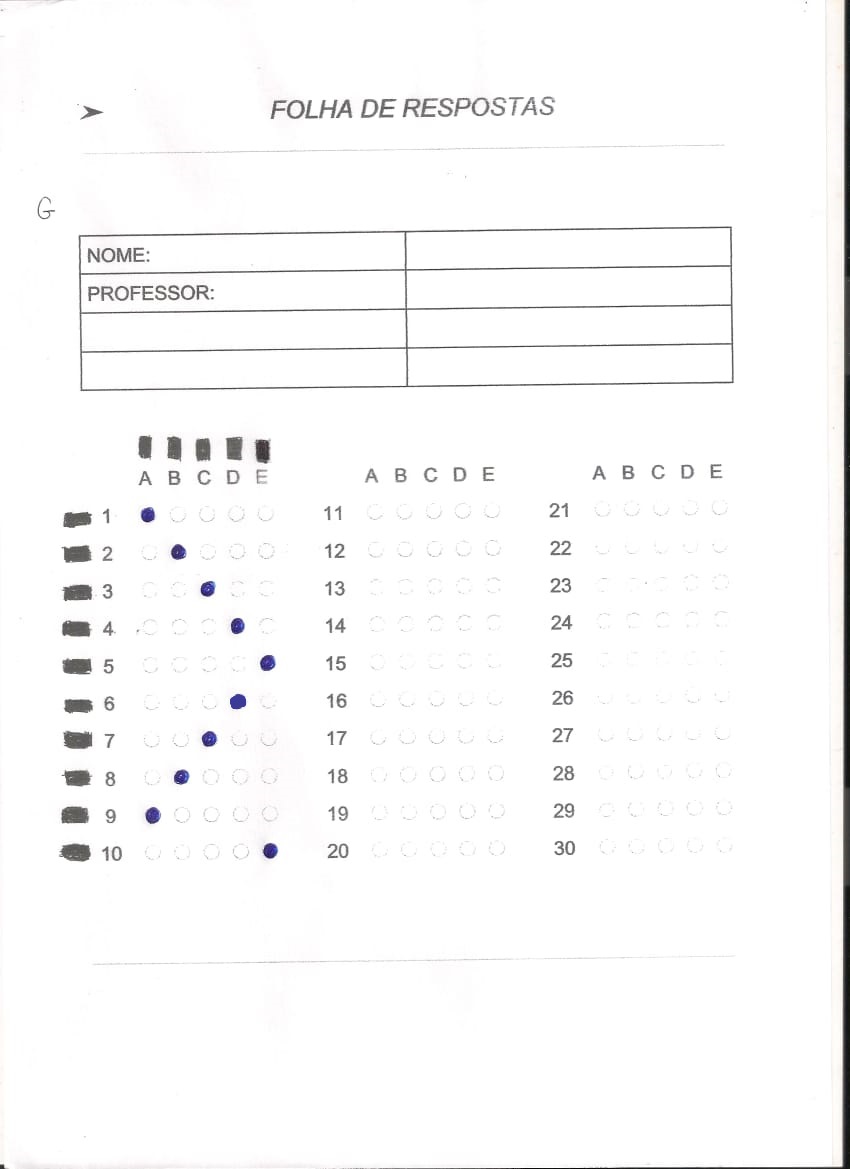 FOLHA DE RESPOSTAS
G
NOME:
PROFESSOR:
A B C D E A B C D E A B C D E
1 11 21
2 12 22
3 13 23
4 14 24
5 15 25
6 16 26
7 17 27
8 18 28
9 19 29
10 20 30